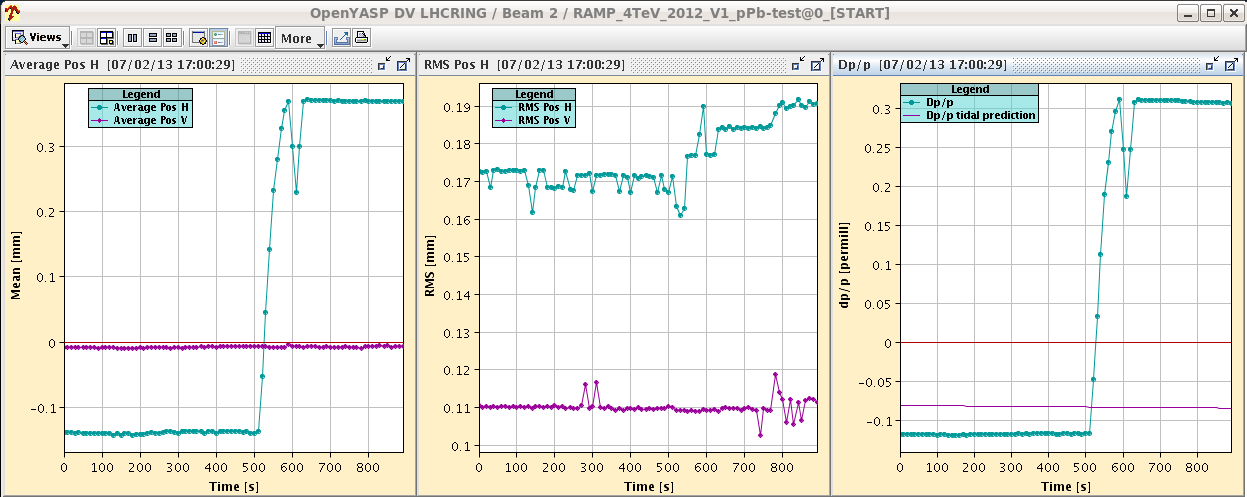 OpenYASP DV LHCRING / Beam 2 / RAMP_4TeV_2012_V1_pPb-test@0_[START]
Views
More
Average Pos H [07/02/13 17:00:29]
Legend
Average Pos H
Average Pos V
0.3
0.2
0.1
0
-0.1
Mean [mm]
0 100 200 300 400 500 600 700 800
Time [s]
RMS Pos H [07/02/13 17:00:29]
Legend
RMS Pos H
RMS Pos V
0.19
0.18
0.17
0.16
0.15
0.14
0.13
0.12
0.11
0.1
RMS [mm]
0 100 200 300 400 500 600 700 800
Time [s]
Dp/p [07/02/13 17:00:29]
Legend
Dp/p
Dp/p tidal prediction
0.3
0.25
0.2
0.15
0.1
0.05
0
-0.05
-0.1
dp/p [permill]
0 100 200 300 400 500 600 700 800
Time [s]